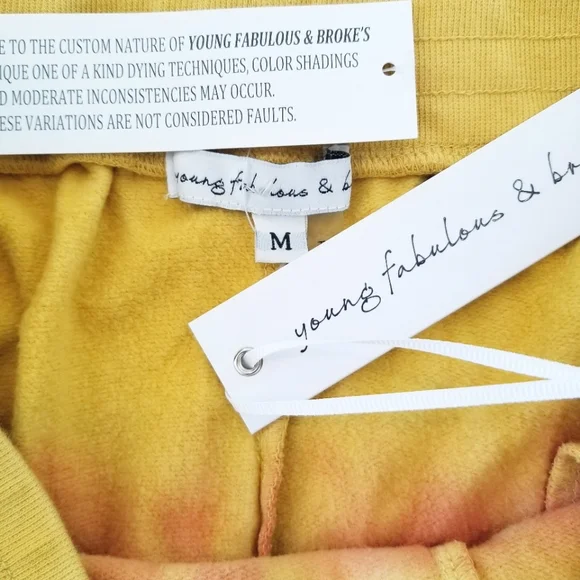 E TO THE CUSTOM NATURE OF YOUNG FABULOUS & BROKE'S
IQUE ONE OF A KIND DYING TECHNIQUES, COLOR SHADINGS
D MODERATE INCONSISTENCIES MAY OCCUR.
ESE VARIATIONS ARE NOT CONSIDERED FAULTS.
young fabulous & b
M
young fabulous & br